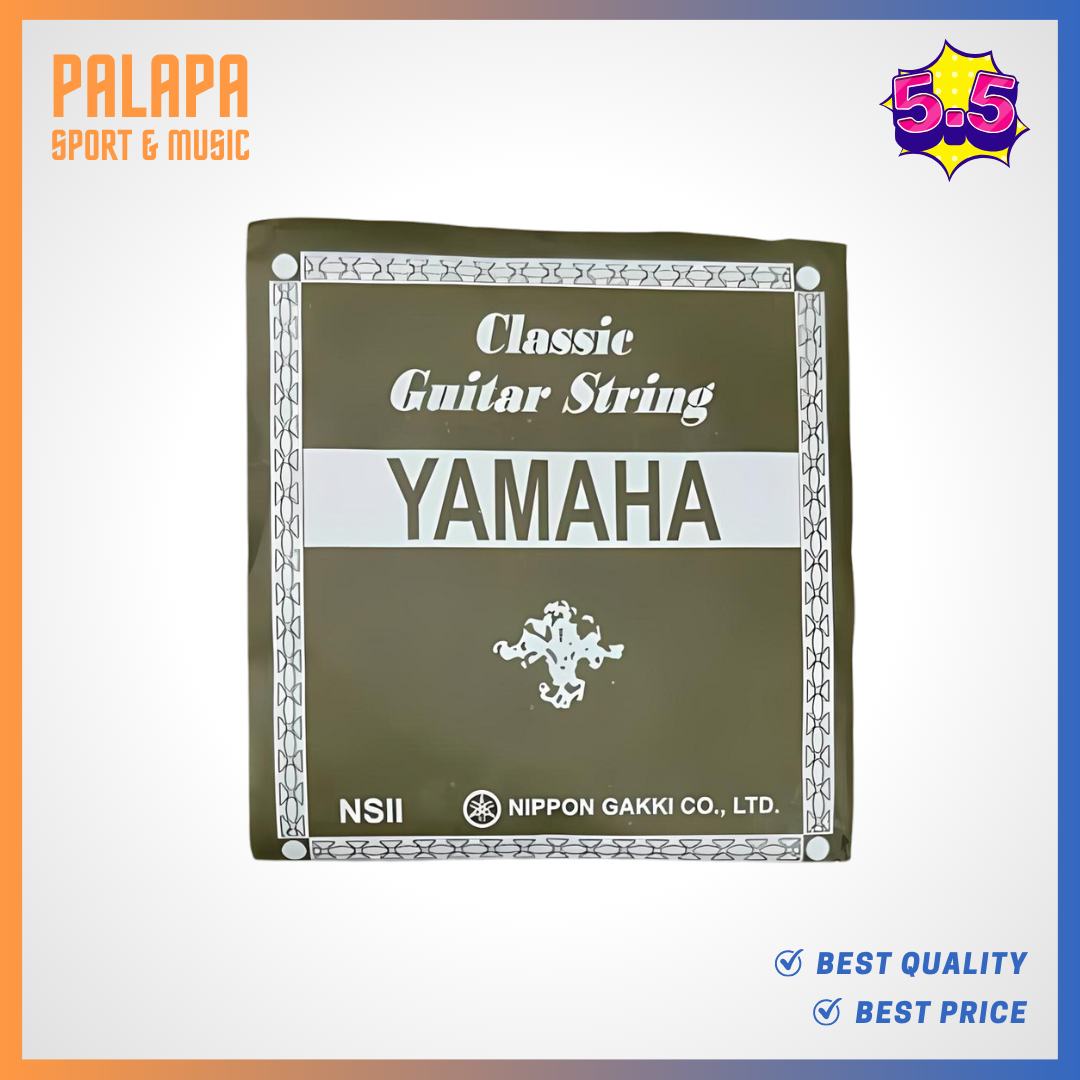 PALAPA
SPORT & MUSIC
5.5
Classic
Guitar String
YAMAHA
NSII
NIPPON GAKKI CO., LTD.
BEST QUALITY
BEST PRICE